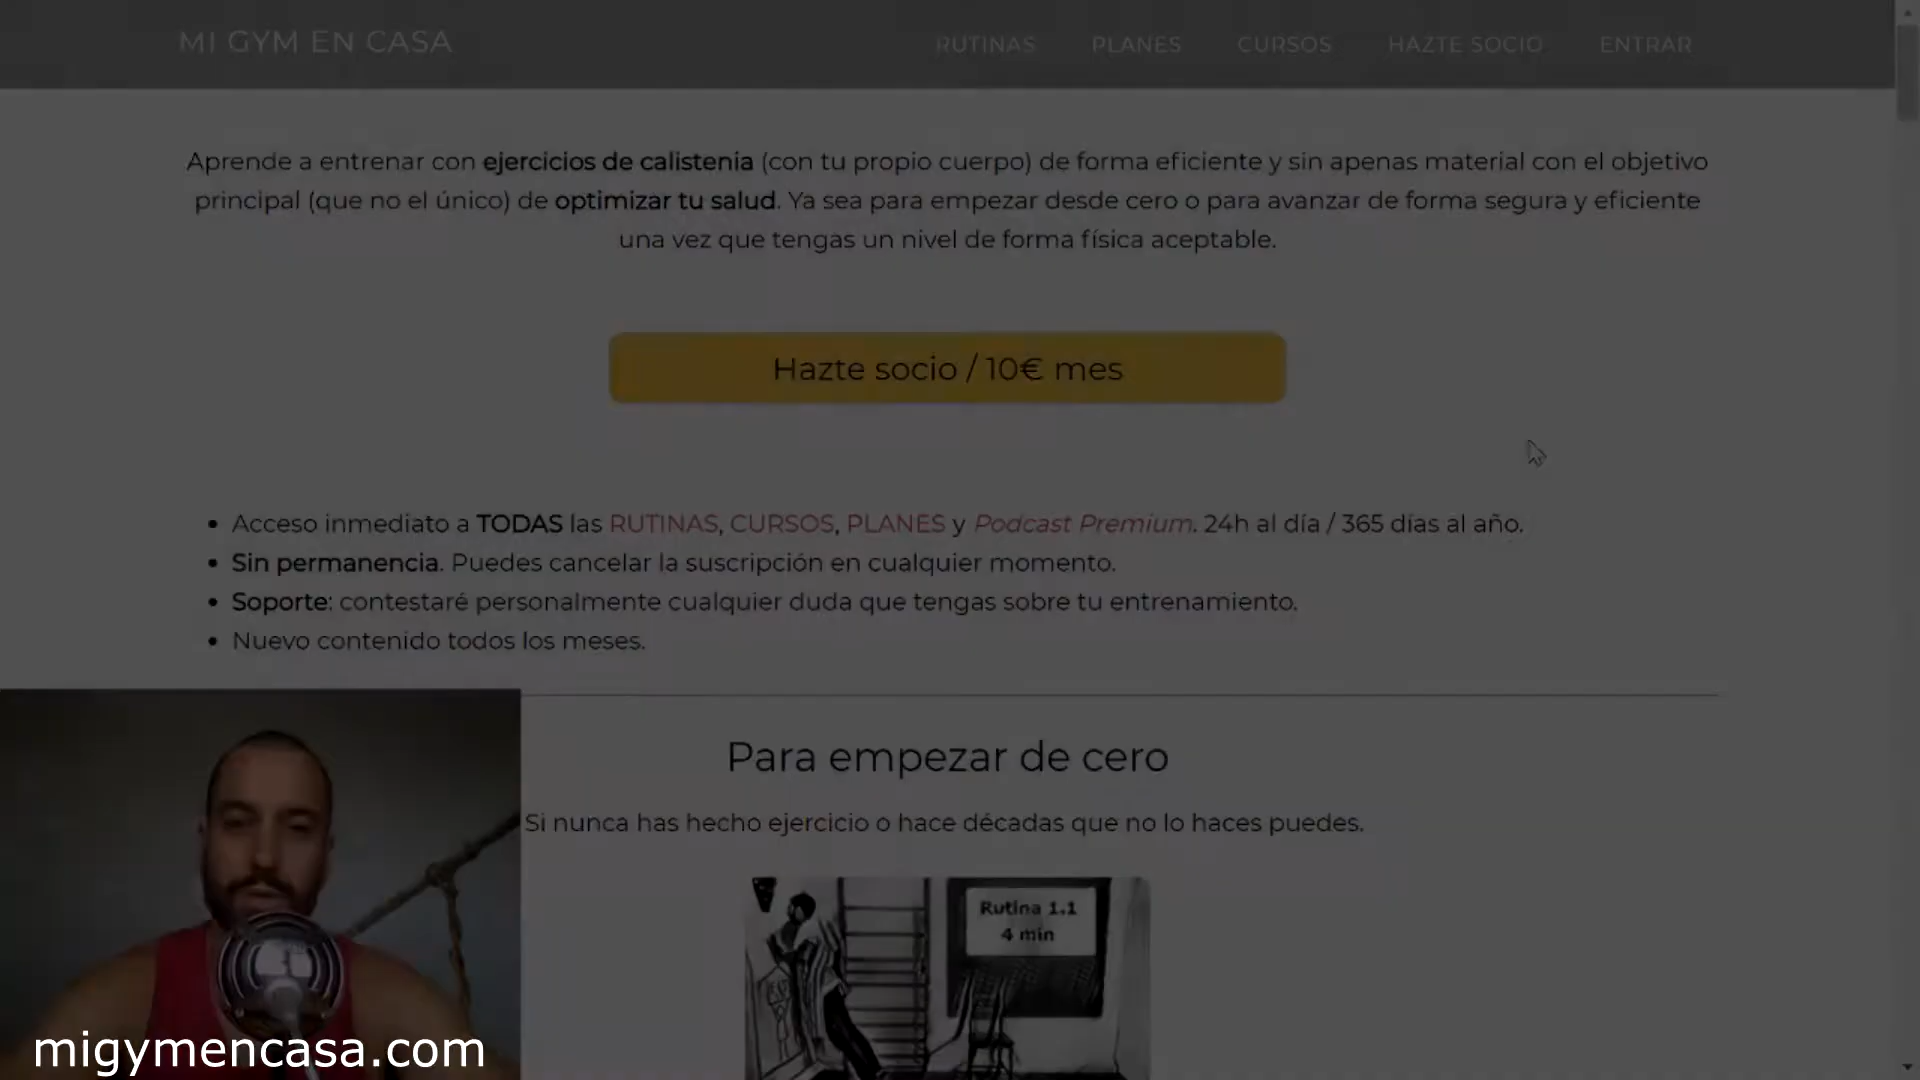 MI GYM EN CASA
RUTINAS
PLANES
CURSOS
HAZTE SOCIO
ENTRAR
Aprende a entrenar con ejercicios de calistenia (con tu propio cuerpo) de forma eficiente y sin apenas material con el objetivo
principal (que no el único) de optimizar tu salud. Ya sea para empezar desde cero o para avanzar de forma segura y eficiente
una vez que tengas un nivel de forma física aceptable.
Hazte socio / 10€ mes
Acceso inmediato a TODAS las RUTINAS, CURSOS, PLANES y Podcast Premium. 24h al día / 365 días al año.
Sin permanencia. Puedes cancelar la suscripción en cualquier momento.
Soporte: contestaré personalmente cualquier duda que tengas sobre tu entrenamiento.
Nuevo contenido todos los meses.
Para empezar de cero
Si nunca has hecho ejercicio o hace décadas que no lo haces puedes.
Rutina 1.1
4 min
migymencasa.com